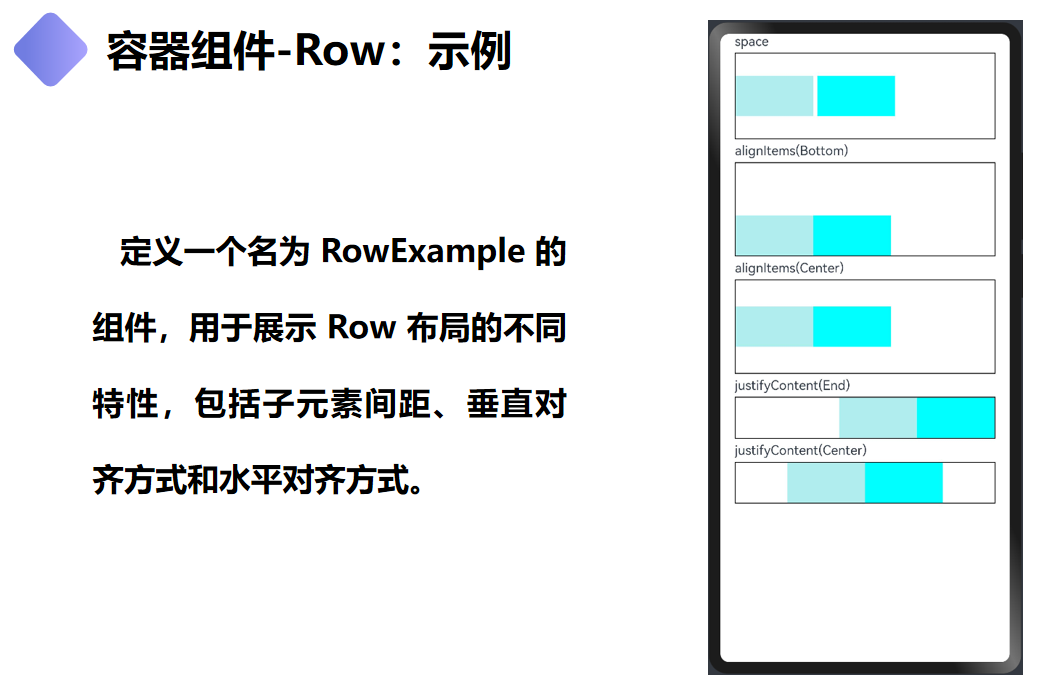 容器组件-Row：示例
定义一个名为 RowExample 的
组件，用于展示 Row 布局的不同
特性，包括子元素间距、垂直对
齐方式和水平对齐方式。
space
alignItems(Bottom)
alignItems(Center)
justifyContent(End)
justifyContent(Center)